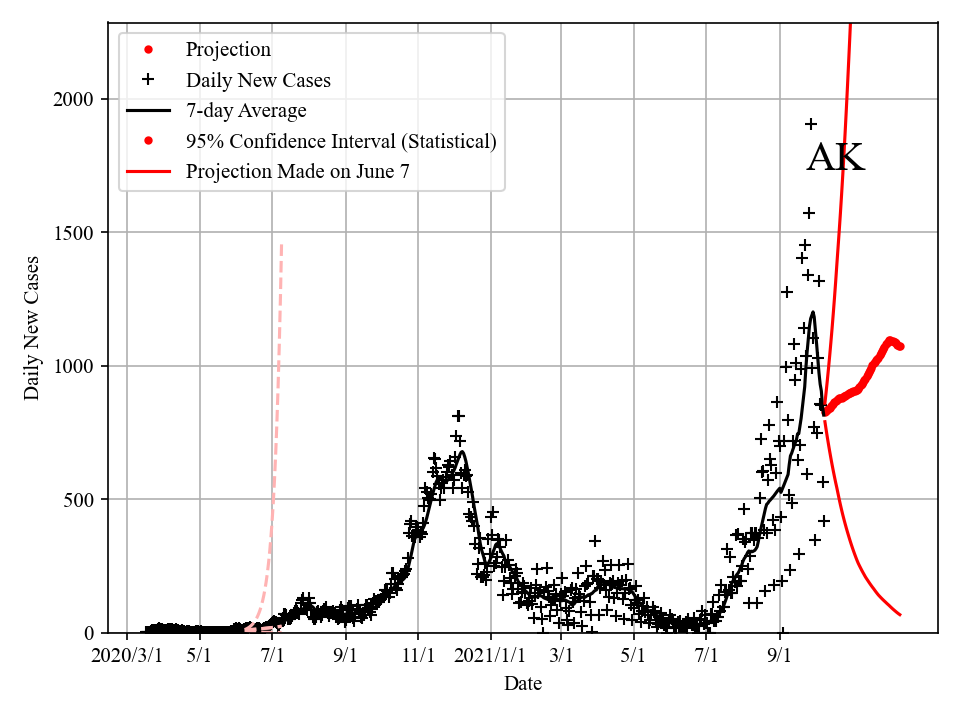 Projection
Daily New Cases
7-day Average
95% Confidence Interval (Statistical)
Projection Made on June 7
AK
2000
1500
1000
500
0
Daily New Cases
2020/3/1 5/1 7/1 9/1 11/1 2021/1/1 3/1 5/1 7/1 9/1
Date